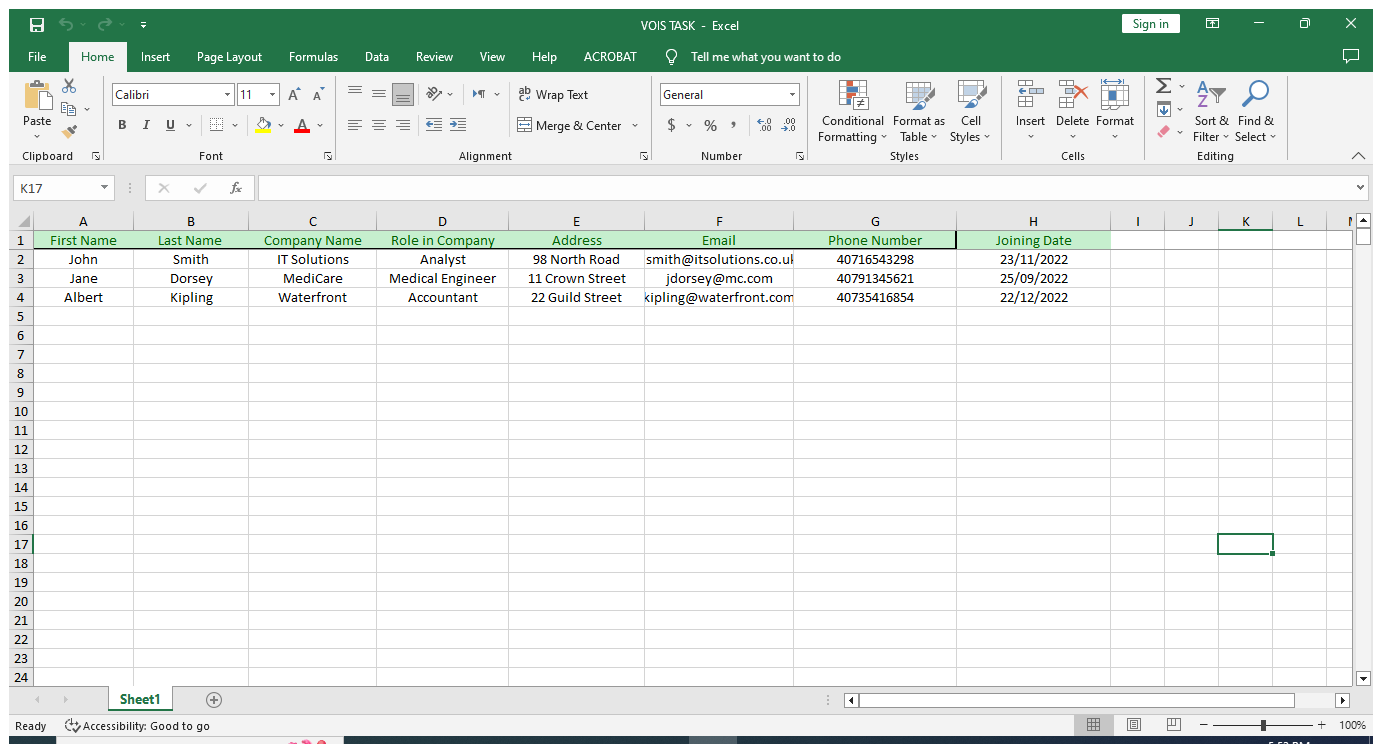 VOIS TASK - Excel
Sign in
File Home Insert Page Layout Formulas Data Review View Help ACROBAT Tell me what you want to do
Calibri 11 Wrap Text General
Paste Conditional Formatting Format as Table Cell Styles Insert Delete Format Sort & Filter Find & Select
B I U Merge & Center $ % ,
Clipboard Font Alignment Number Styles Cells Editing
K17 fx
A B C D E F G H I J K L
1 First Name Last Name Company Name Role in Company Address Email Phone Number Joining Date
2 John Smith IT Solutions Analyst 98 North Road smith@itsolutions.co.uk 40716543298 23/11/2022
3 Jane Dorsey MediCare Medical Engineer 11 Crown Street jdorsey@mc.com 40791345621 25/09/2022
4 Albert Kipling Waterfront Accountant 22 Guild Street kipling@waterfront.com 40735416854 22/12/2022
5
6
7
8
9
10
11
12
13
14
15
16
17
18
19
20
21
22
23
24
Sheet1
Ready Accessibility: Good to go 100%